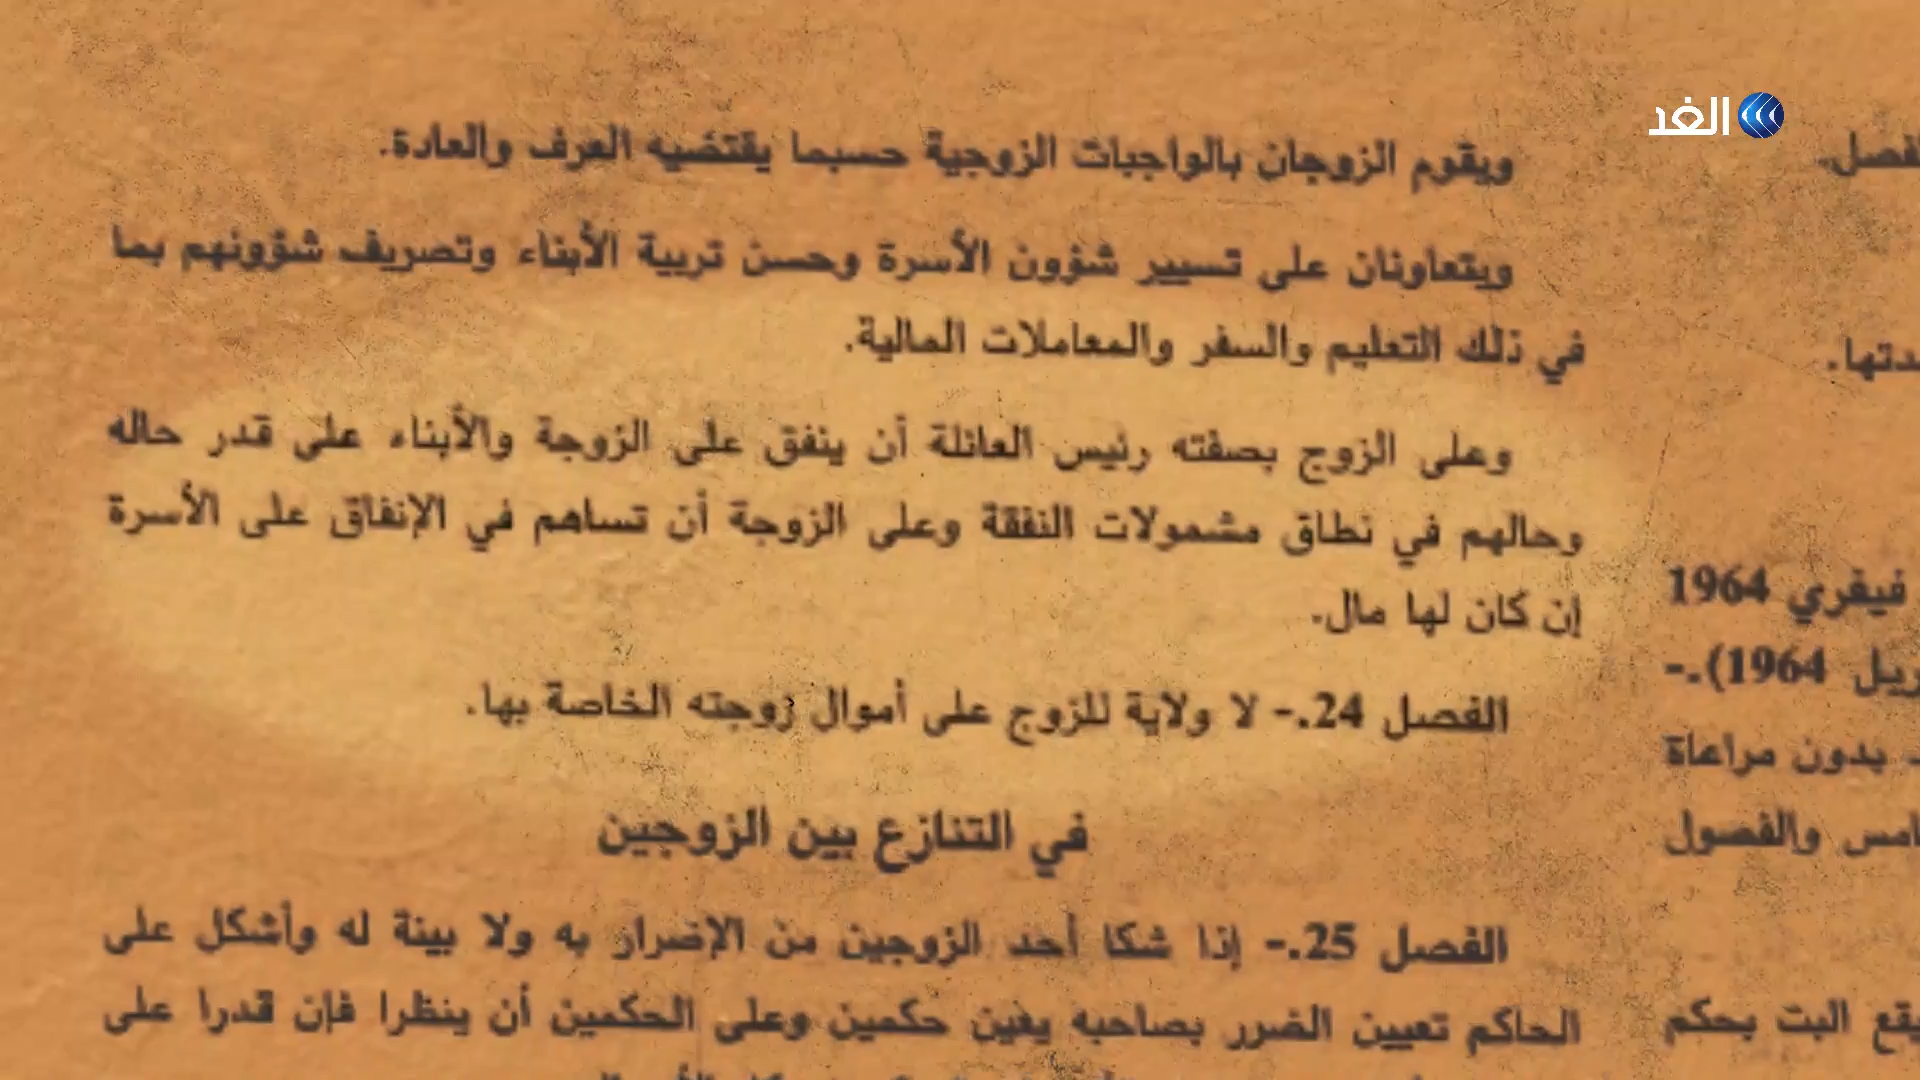 الغد
ويقوم الزوجان بالواجبات الزوجية حسبما يقتضيه العرف والعادة.
ويتعاونان على تسيير شؤون الأسرة وحسن تربية الأبناء وتصريف شؤونهم بما
في ذلك التعليم والسفر والمعاملات المالية.
وعلى الزوج بصفته رئيس العائلة أن ينفق على الزوجة والأبناء على قدر حاله
وحالهم في نطاق مشمولات النفقة وعلى الزوجة أن تساهم في الإنفاق على الأسرة
إن كان لها مال.
الفصل 24.- لا ولاية للزوج على أموال زوجته الخاصة بها.
في التنازع بين الزوجين
الفصل 25.- إذا شكا أحد الزوجين من الإضرار به ولا بينة له وأشكل على
الحاكم تعيين الضرر بصاحبه يعين حكمين وعلى الحكمين أن ينظرا فإن قدرا على
فيفري 1964
1964).-
بدون مراعاة
والفصول
البت بحكم